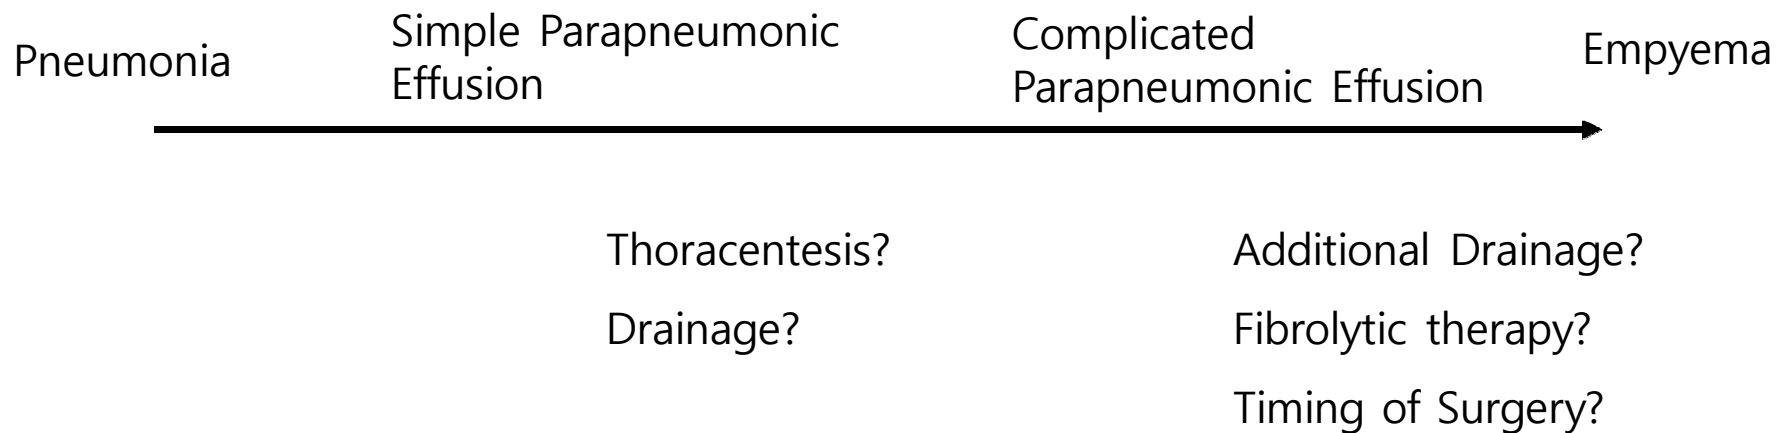 Pneumonia
Simple Parapneumonic
Effusion
Complicated
Parapneumonic Effusion
Empyema
Thoracentesis?
Drainage?
Additional Drainage?
Fibrolytic therapy?
Timing of Surgery?